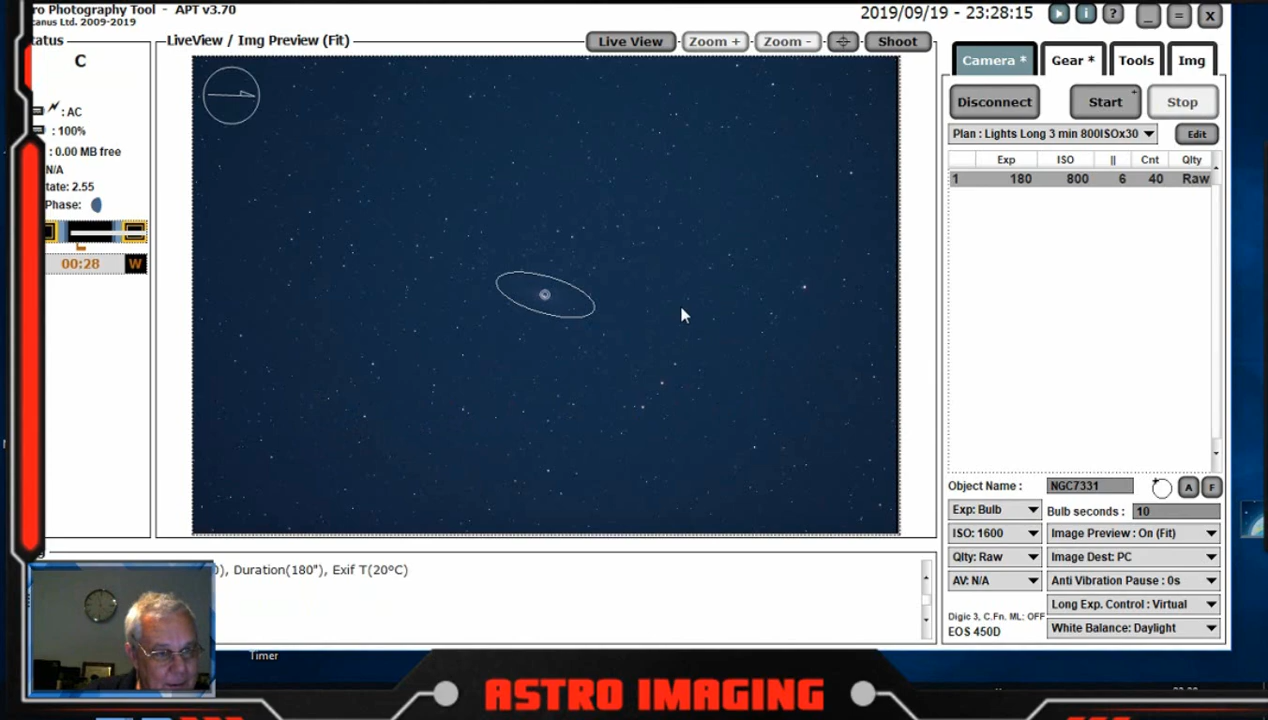 ro Photography Tool - APT v3.70
canus Ltd. 2009-2019
2019/09/19 - 23:28:15
i ? _ = X
tatus
LiveView / Img Preview (Fit)
Live View Zoom + Zoom - Shoot
C
: AC
: 100%
: 0.00 MB free
N/A
tate: 2.55
Phase:
00:28 W
Camera * Gear * Tools Img
Disconnect Start + Stop
Plan : Lights Long 3 min 800ISOx30 Edit
Exp ISO || Cnt Qlty
1 180 800 6 40 Raw
Object Name : NGC7331 A F
Exp: Bulb Bulb seconds : 10
ISO: 1600 Image Preview : On (Fit)
Qlty: Raw Image Dest: PC
AV: N/A Anti Vibration Pause : 0s
Digic 3, C.Fn. ML: OFF Long Exp. Control : Virtual
EOS 450D White Balance: Daylight
0), Duration(180"), Exif T(20ºC)
Timer
ASTRO IMAGING